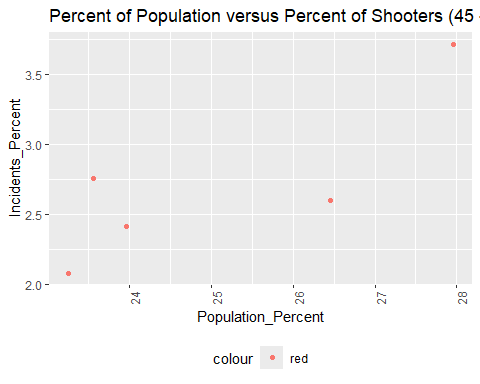 Percent of Population versus Percent of Shooters (45
Incidents_Percent
3.5
3.0
2.5
2.0
24
25
26
27
28
Population_Percent
colour red